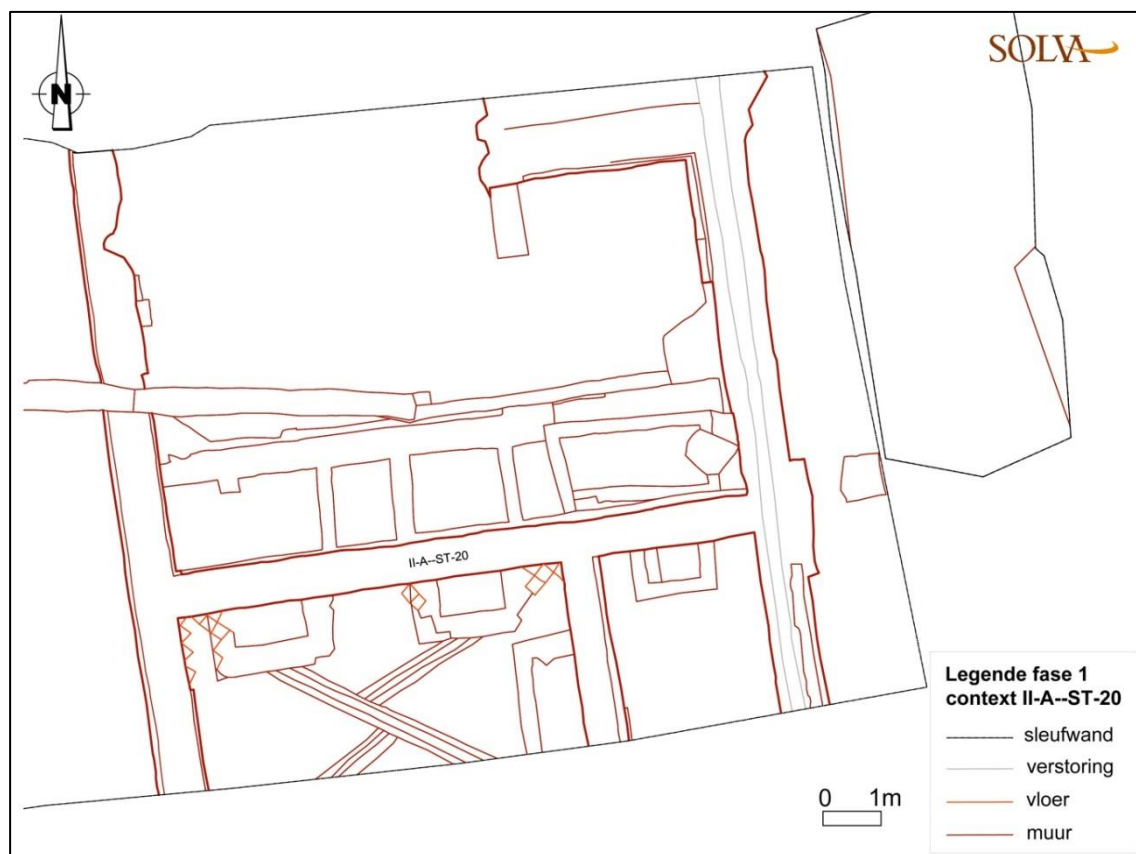 N
SOLVA
II-A--ST-20
Legende fase 1
context II-A--ST-20
sleufwand
verstoring
vloer
muur
0 1m